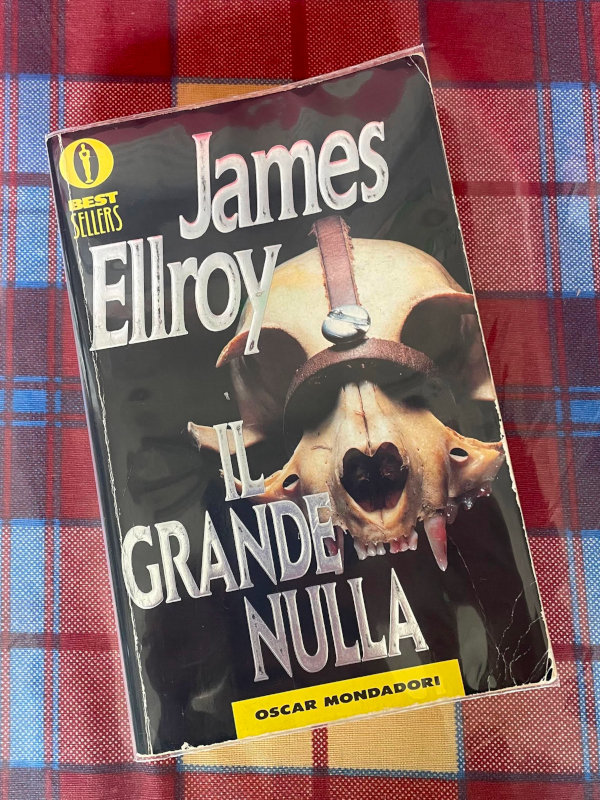 BEST
SELLERS
James
Ellroy
IL
GRANDE
NULLA
OSCAR MONDADORI